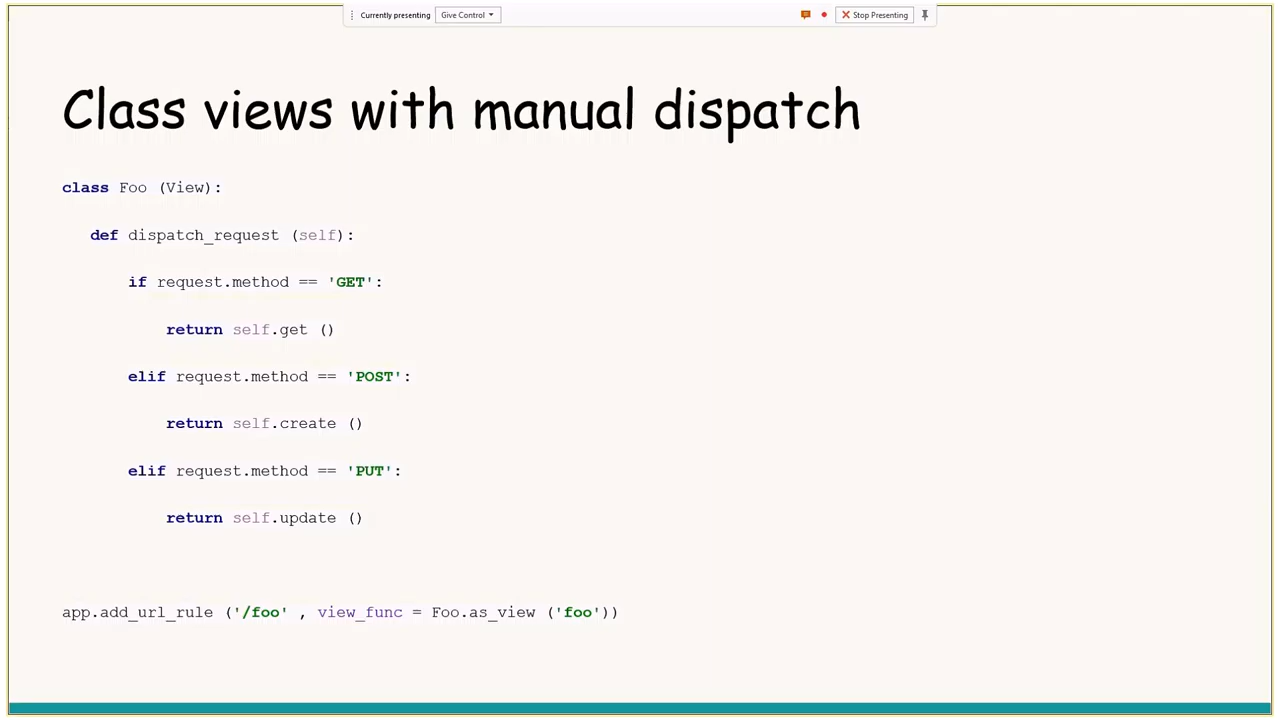 Currently presenting Give Control Stop Presenting
Class views with manual dispatch
class Foo (View):
def dispatch_request (self):
if request.method == 'GET':
return self.get ()
elif request.method == 'POST':
return self.create ()
elif request.method == 'PUT':
return self.update ()
app.add_url_rule ('/foo' , view_func = Foo.as_view ('foo'))